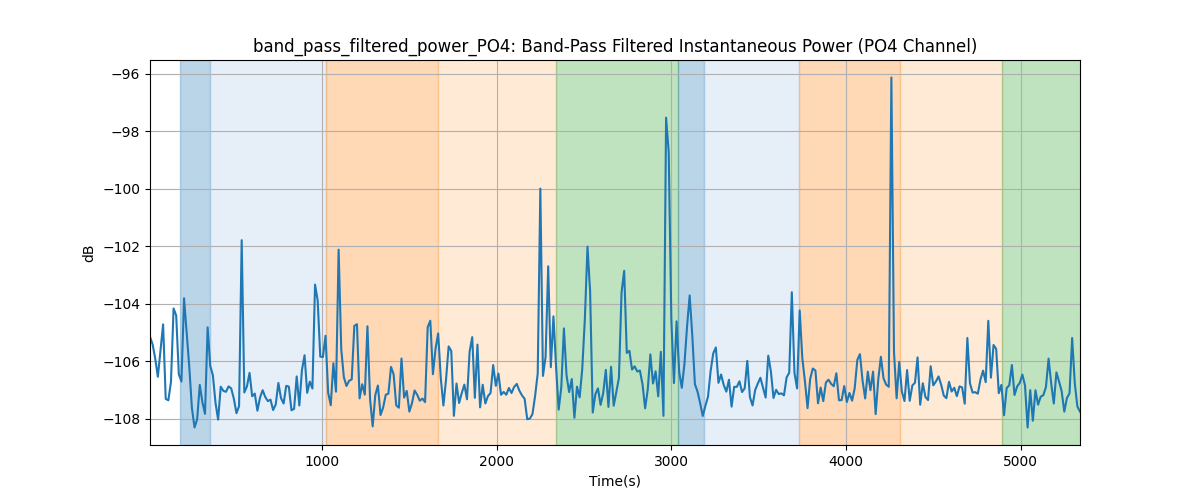 band_pass_filtered_power_PO4: Band-Pass Filtered Instantaneous Power (PO4 Channel)
−96
−98
−100
−102
−104
−106
−108
dB
1000 2000 3000 4000 5000
Time(s)